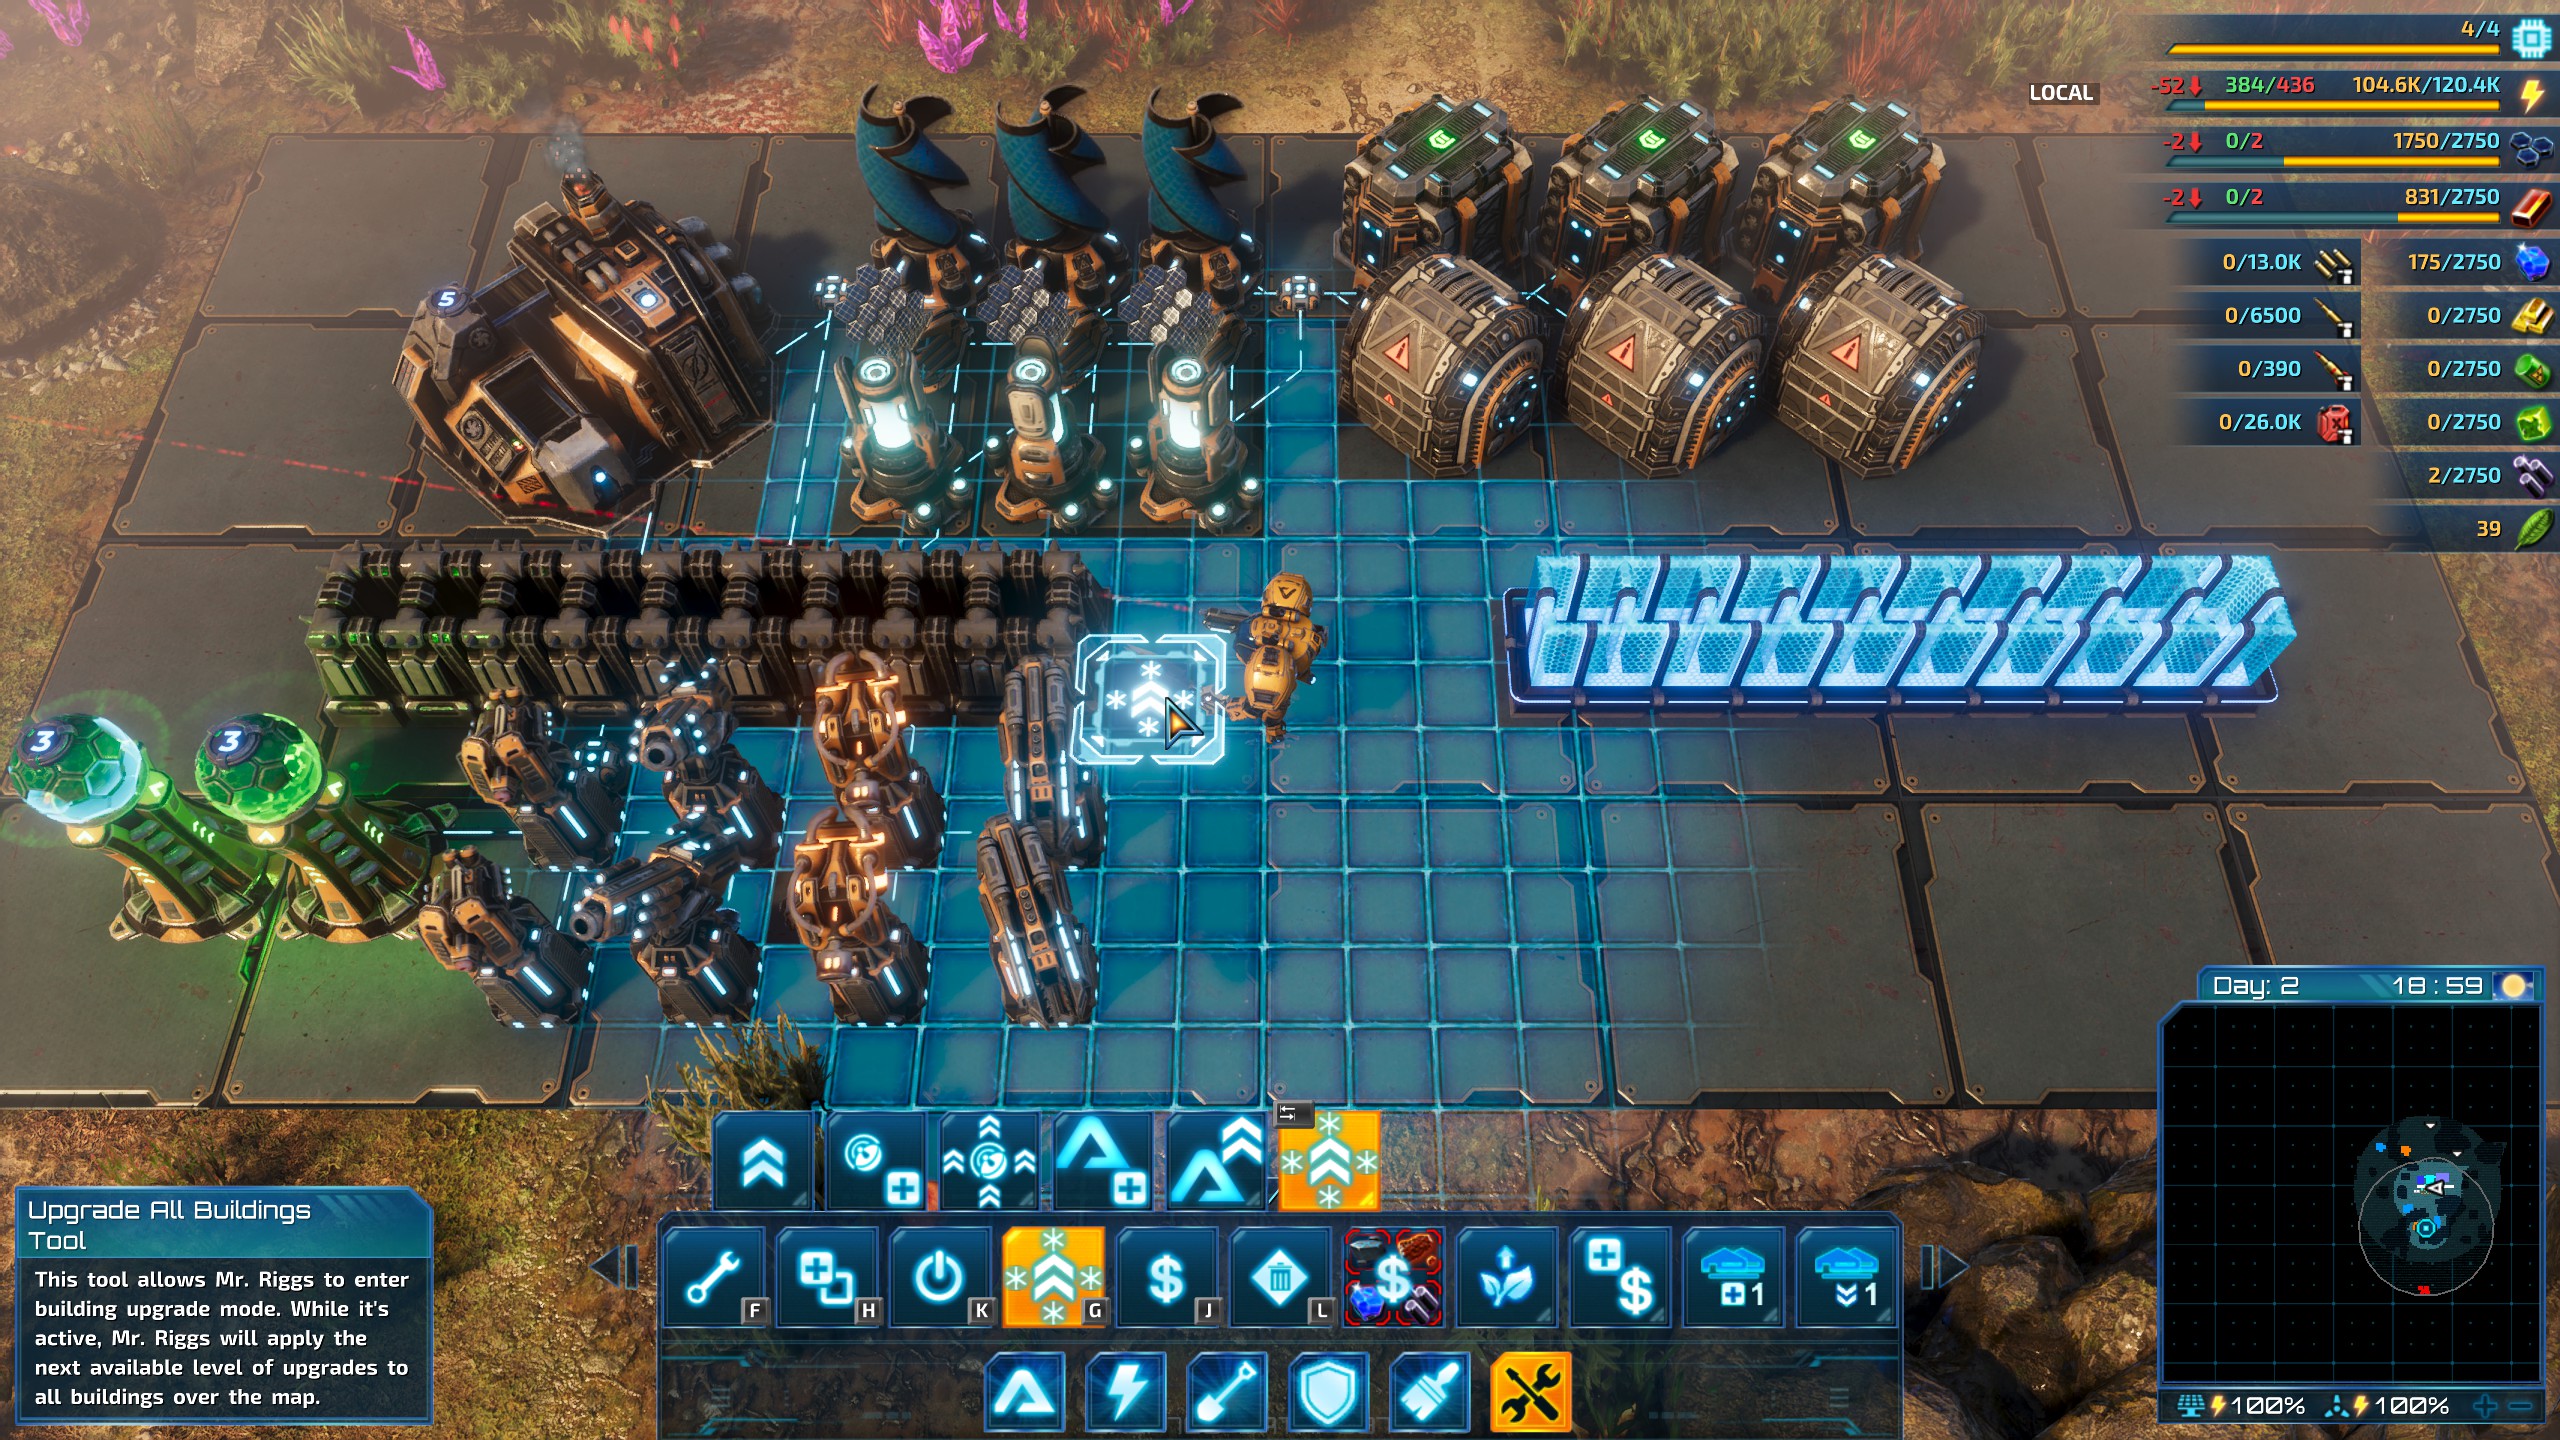 4/4
LOCAL
-52 384/436 104.6K/120.4K
-2 0/2 1750/2750
-2 0/2 831/2750
0/13.0K 175/2750
0/6500 0/2750
0/390 0/2750
0/26.0K 0/2750
2/2750
39
5
3
3
Day: 2 18:59
Upgrade All Buildings
Tool
This tool allows Mr. Riggs to enter
building upgrade mode. While it's
active, Mr. Riggs will apply the
next available level of upgrades to
all buildings over the map.
F H K G J L $ 1 1
100% 100%